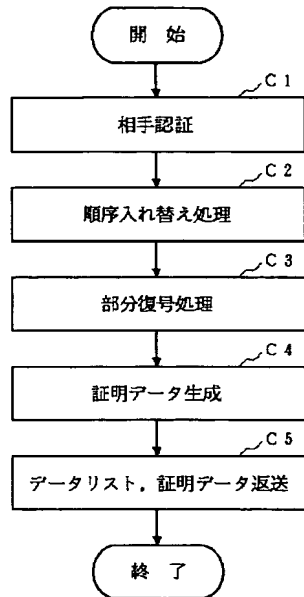 開 始
C 1
相手認証
C 2
順序入れ替え処理
C 3
部分復号処理
C 4
証明データ生成
C 5
データリスト，証明データ返送
終 了